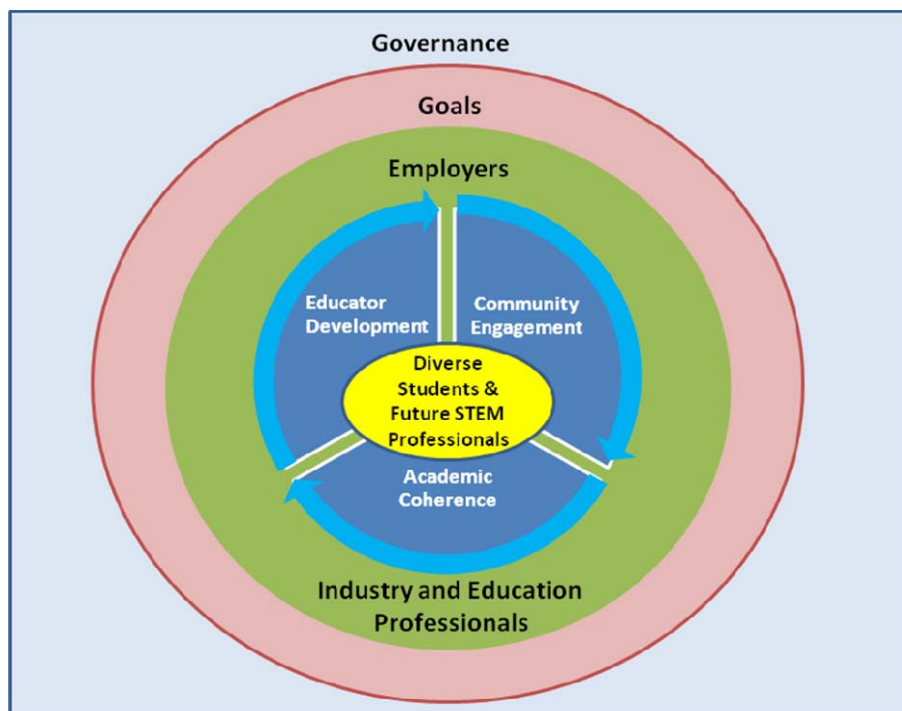 Governance
Goals
Employers
Educator
Development
Community
Engagement
Diverse
Students &
Future STEM
Professionals
Academic
Coherence
Industry and Education
Professionals